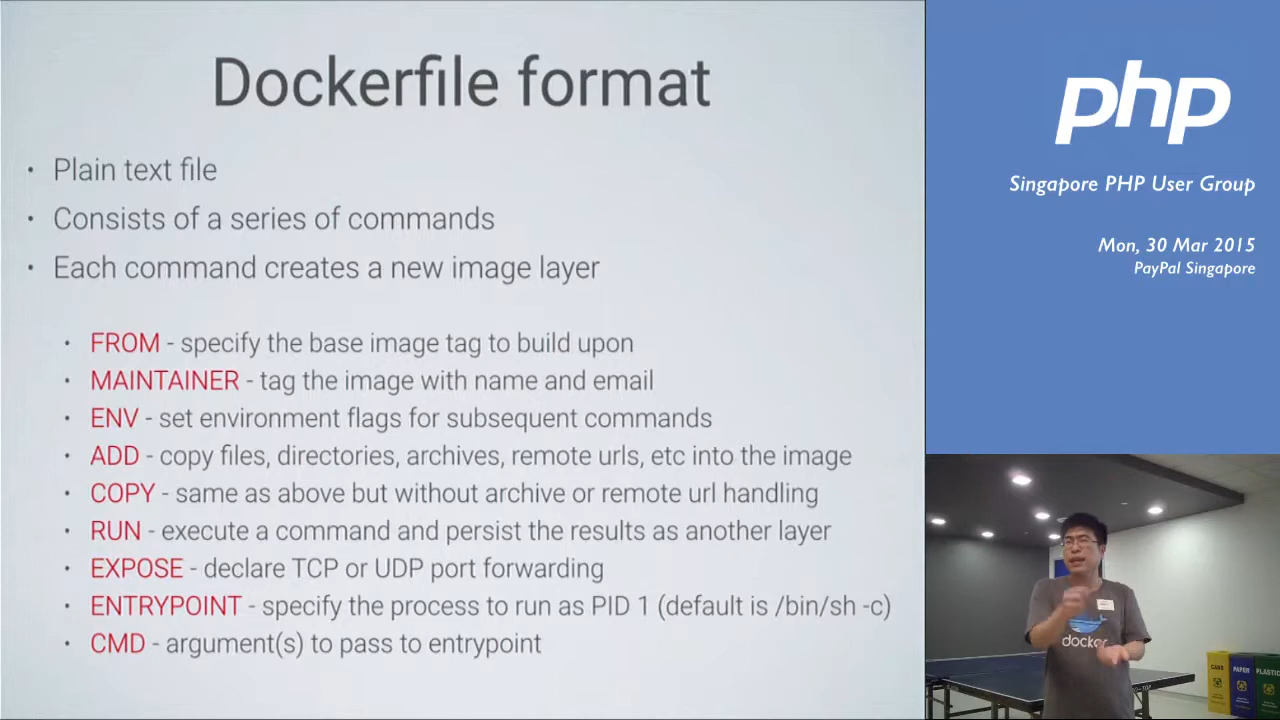 Dockerfile format
• Plain text file
• Consists of a series of commands
• Each command creates a new image layer
• FROM - specify the base image tag to build upon
• MAINTAINER - tag the image with name and email
• ENV - set environment flags for subsequent commands
• ADD - copy files, directories, archives, remote urls, etc into the image
• COPY - same as above but without archive or remote url handling
• RUN - execute a command and persist the results as another layer
• EXPOSE - declare TCP or UDP port forwarding
• ENTRYPOINT - specify the process to run as PID 1 (default is /bin/sh -c)
• CMD - argument(s) to pass to entrypoint
php
Singapore PHP User Group
Mon, 30 Mar 2015
PayPal Singapore
docker
CANS
PAPER
PLASTIC